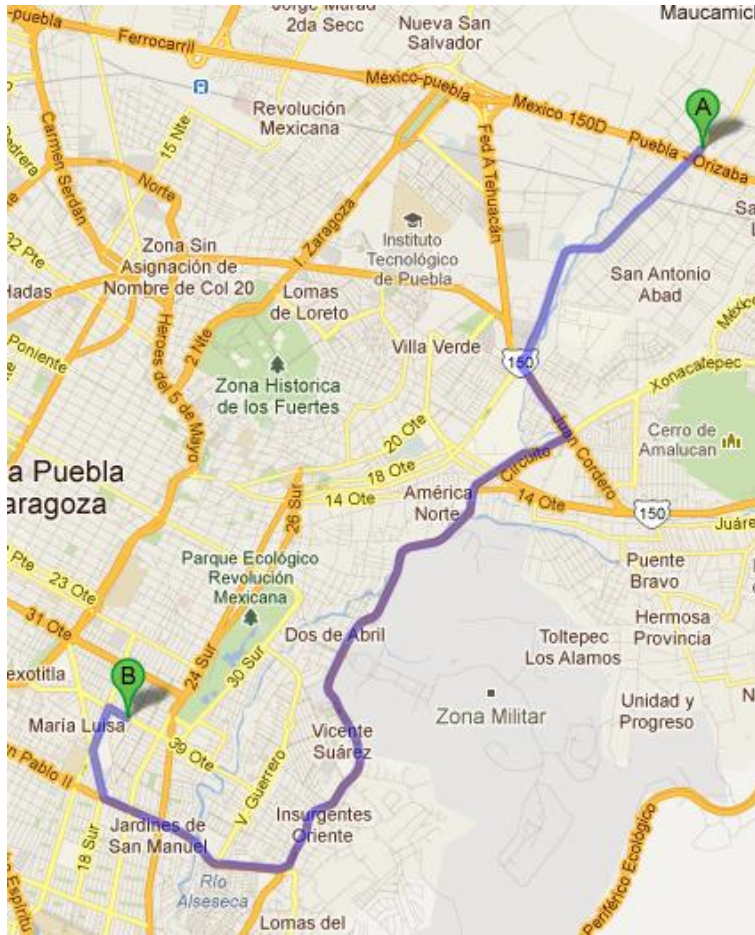 Jorge Murad
2da Secc
Nueva San
Salvador
Maucamich
a-puebla
Ferrocarril
México-puebla
Mexico 150D
Puebla - Orizaba
A
Revolución
Mexicana
15 Nte
Carmen Serdán
Pedrera
Norte
Fed A Tehuacán
I. Zaragoza
Instituto
Tecnológico
de Puebla
Sa
L
Zona Sin
Asignación de
Nombre de Col 20
32 Pte
Hadas
San Antonio
Abad
Lomas
de Loreto
2 Nte
Poniente
Heroes del 5 de Mayo
Villa Verde
150
México
Xonacatepec
Zona Historica
de los Fuertes
Juan Cordero
Cerro de
Amalucan
20 Ote
18 Ote
14 Ote
Circuito
a Puebla
aragoza
26 Sur
América
Norte
14 Ote
150
Juáre
Pte
23 Ote
Parque Ecológico
Revolución
Mexicana
Puente
Bravo
31 Ote
24 Sur
30 Sur
Dos de Abril
Toltepec
Los Alamos
Hermosa
Provincia
exotitla
B
María Luisa
39 Ote
Vicente
Suárez
Zona Militar
Unidad y
Progreso
N
n Pablo II
V. Guerrero
18 Sur
Jardines de
San Manuel
Insurgentes
Oriente
Río
Alseseca
Espíritu
Lomas del
Periférico Ecológico